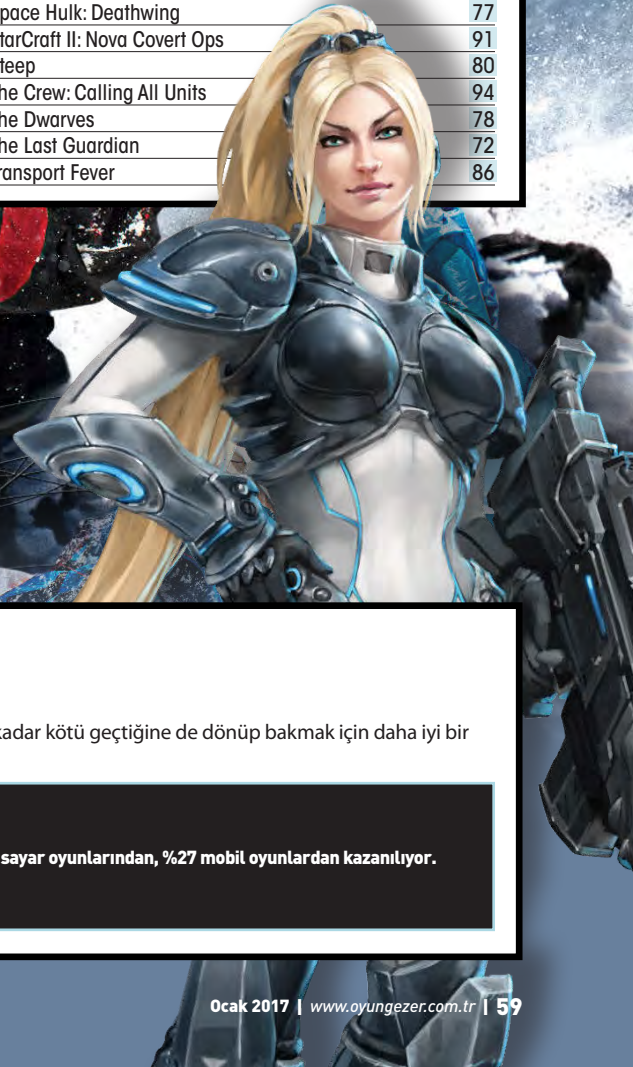 pace Hulk: Deathwing 77
tarCraft II: Nova Covert Ops 91
teep 80
he Crew: Calling All Units 94
he Dwarves 78
he Last Guardian 72
ransport Fever 86
kadar kötü geçtiğine de dönüp bakmak için daha iyi bir
sayar oyunlarından, %27 mobil oyunlardan kazanılıyor.
Ocak 2017 | www.oyungezer.com.tr | 59